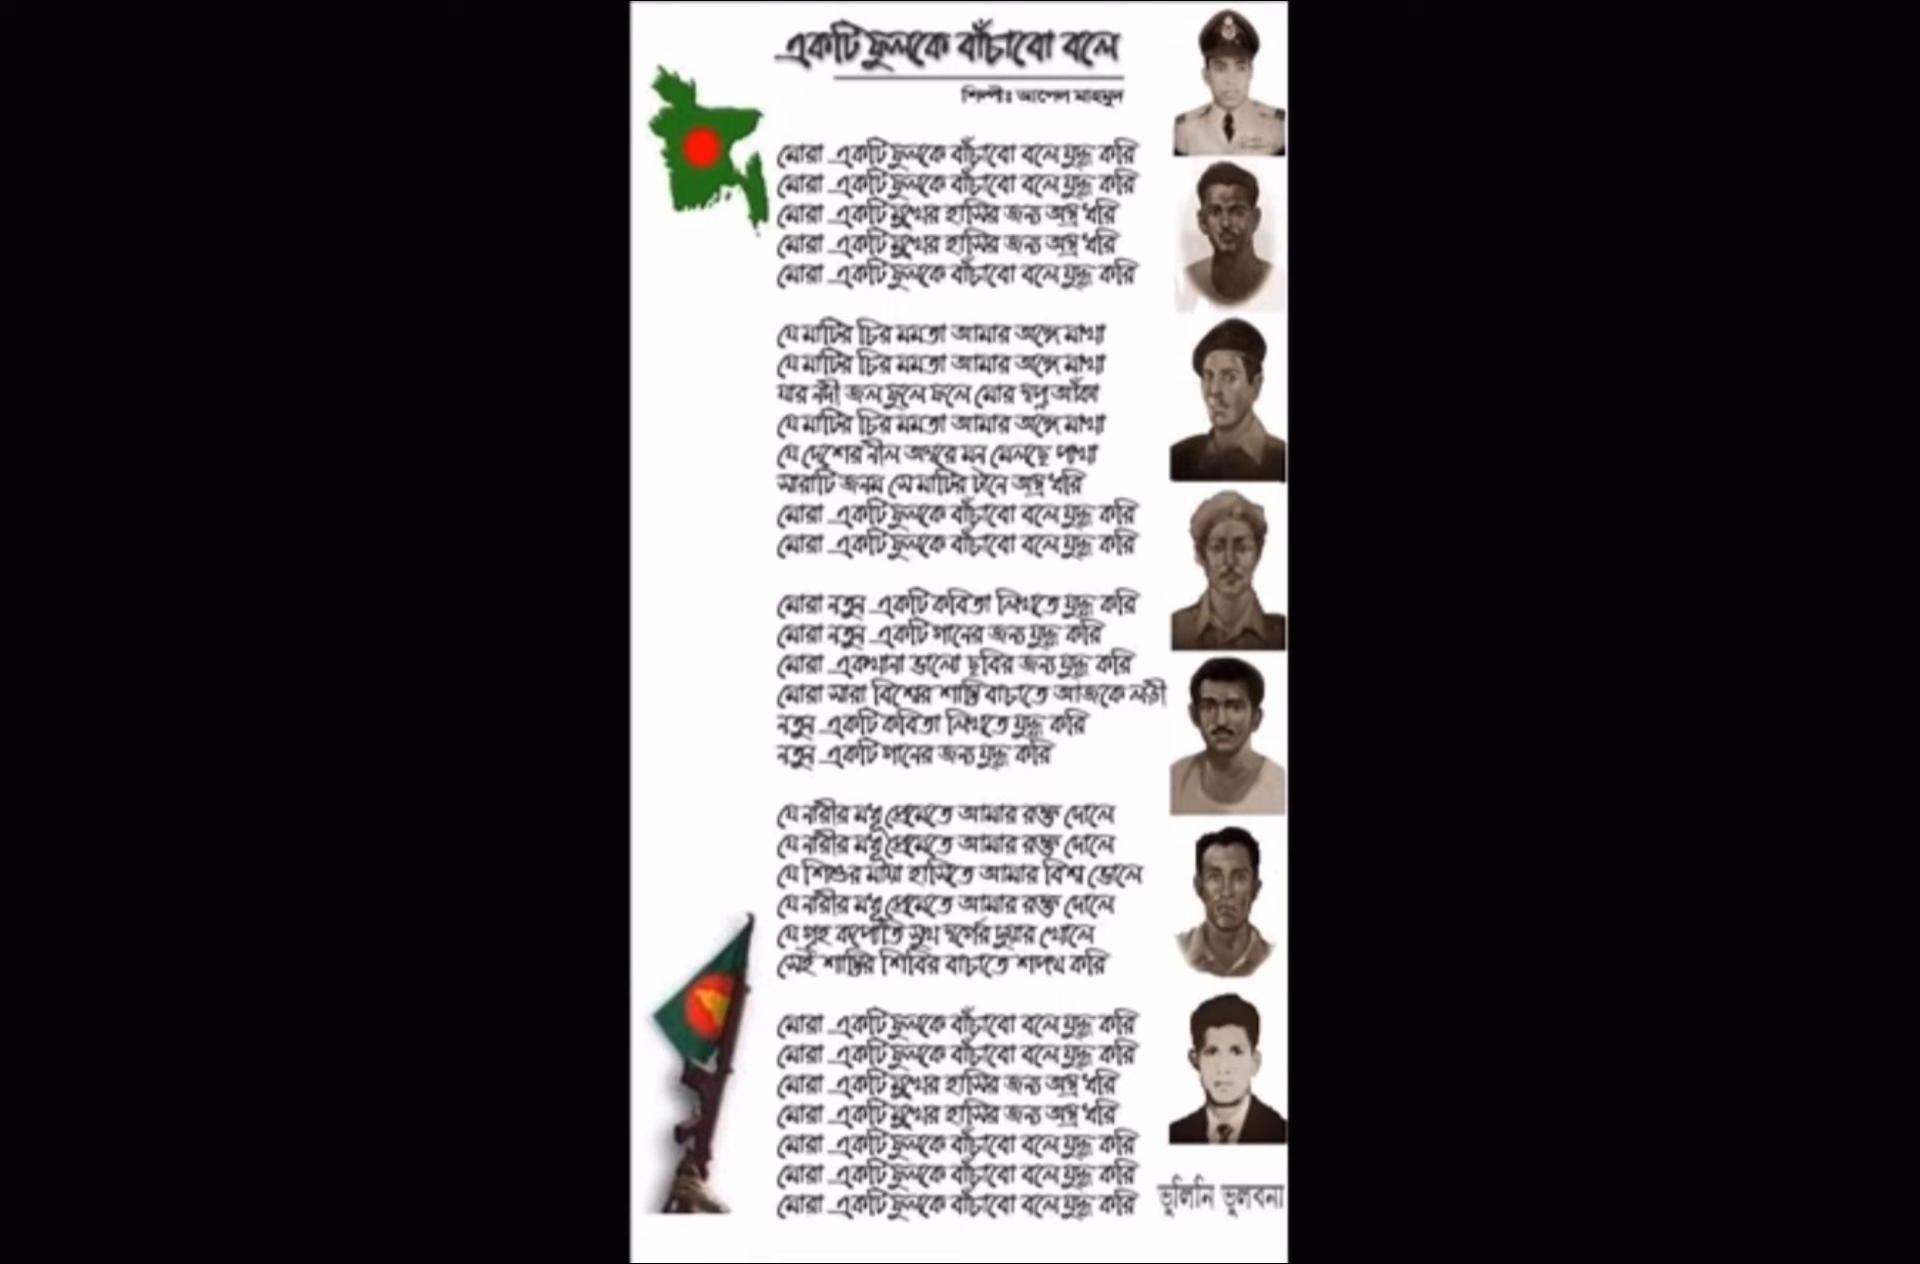 একটি ফুলকে বাঁচাবো বলে
শিল্পীঃ আপেল মাহমুদ
মোরা একটি ফুলকে বাঁচাবো বলে যুদ্ধ করি
মোরা একটি ফুলকে বাঁচাবো বলে যুদ্ধ করি
মোরা একটি মুখের হাসির জন্য অস্ত্র ধরি
মোরা একটি মুখের হাসির জন্য অস্ত্র ধরি
মোরা একটি ফুলকে বাঁচাবো বলে যুদ্ধ করি
যে মাটির চির মমতা আমার অঙ্গে মাখা
যে মাটির চির মমতা আমার অঙ্গে মাখা
যার নদী জল ফুলে ফলে মোর স্বপ্ন আঁকা
যে মাটির চির মমতা আমার অঙ্গে মাখা
যে দেশের নীল অম্বরে মন মেলছে পাখা
সারাটি জনম সে মাটির টানে অস্ত্র ধরি
মোরা একটি ফুলকে বাঁচাবো বলে যুদ্ধ করি
মোরা একটি ফুলকে বাঁচাবো বলে যুদ্ধ করি
মোরা নতুন একটি কবিতা লিখতে যুদ্ধ করি
মোরা নতুন একটি গানের জন্য যুদ্ধ করি
মোরা একখানা ভালো ছবির জন্য যুদ্ধ করি
মোরা সারা বিশ্বের শান্তি বাচাতে আজকে লড়ী
নতুন একটি কবিতা লিখতে যুদ্ধ করি
নতুন একটি গানের জন্য যুদ্ধ করি
যে নারীর মধু প্রেমেতে আমার রক্ত দোলে
যে নারীর মধু প্রেমেতে আমার রক্ত দোলে
যে শিশুর মায়া হাসিতে আমার বিশ্ব ভোলে
যে নারীর মধু প্রেমেতে আমার রক্ত দোলে
যে গৃহ কপোতি সুখ স্বর্গের দুয়ার খোলে
সেই শান্তির শিবির বাচাতে শপথ করি
মোরা একটি ফুলকে বাঁচাবো বলে যুদ্ধ করি
মোরা একটি ফুলকে বাঁচাবো বলে যুদ্ধ করি
মোরা একটি মুখের হাসির জন্য অস্ত্র ধরি
মোরা একটি মুখের হাসির জন্য অস্ত্র ধরি
মোরা একটি ফুলকে বাঁচাবো বলে যুদ্ধ করি
মোরা একটি ফুলকে বাঁচাবো বলে যুদ্ধ করি
মোরা একটি ফুলকে বাঁচাবো বলে যুদ্ধ করি
ভুলিনি ভুলবনা